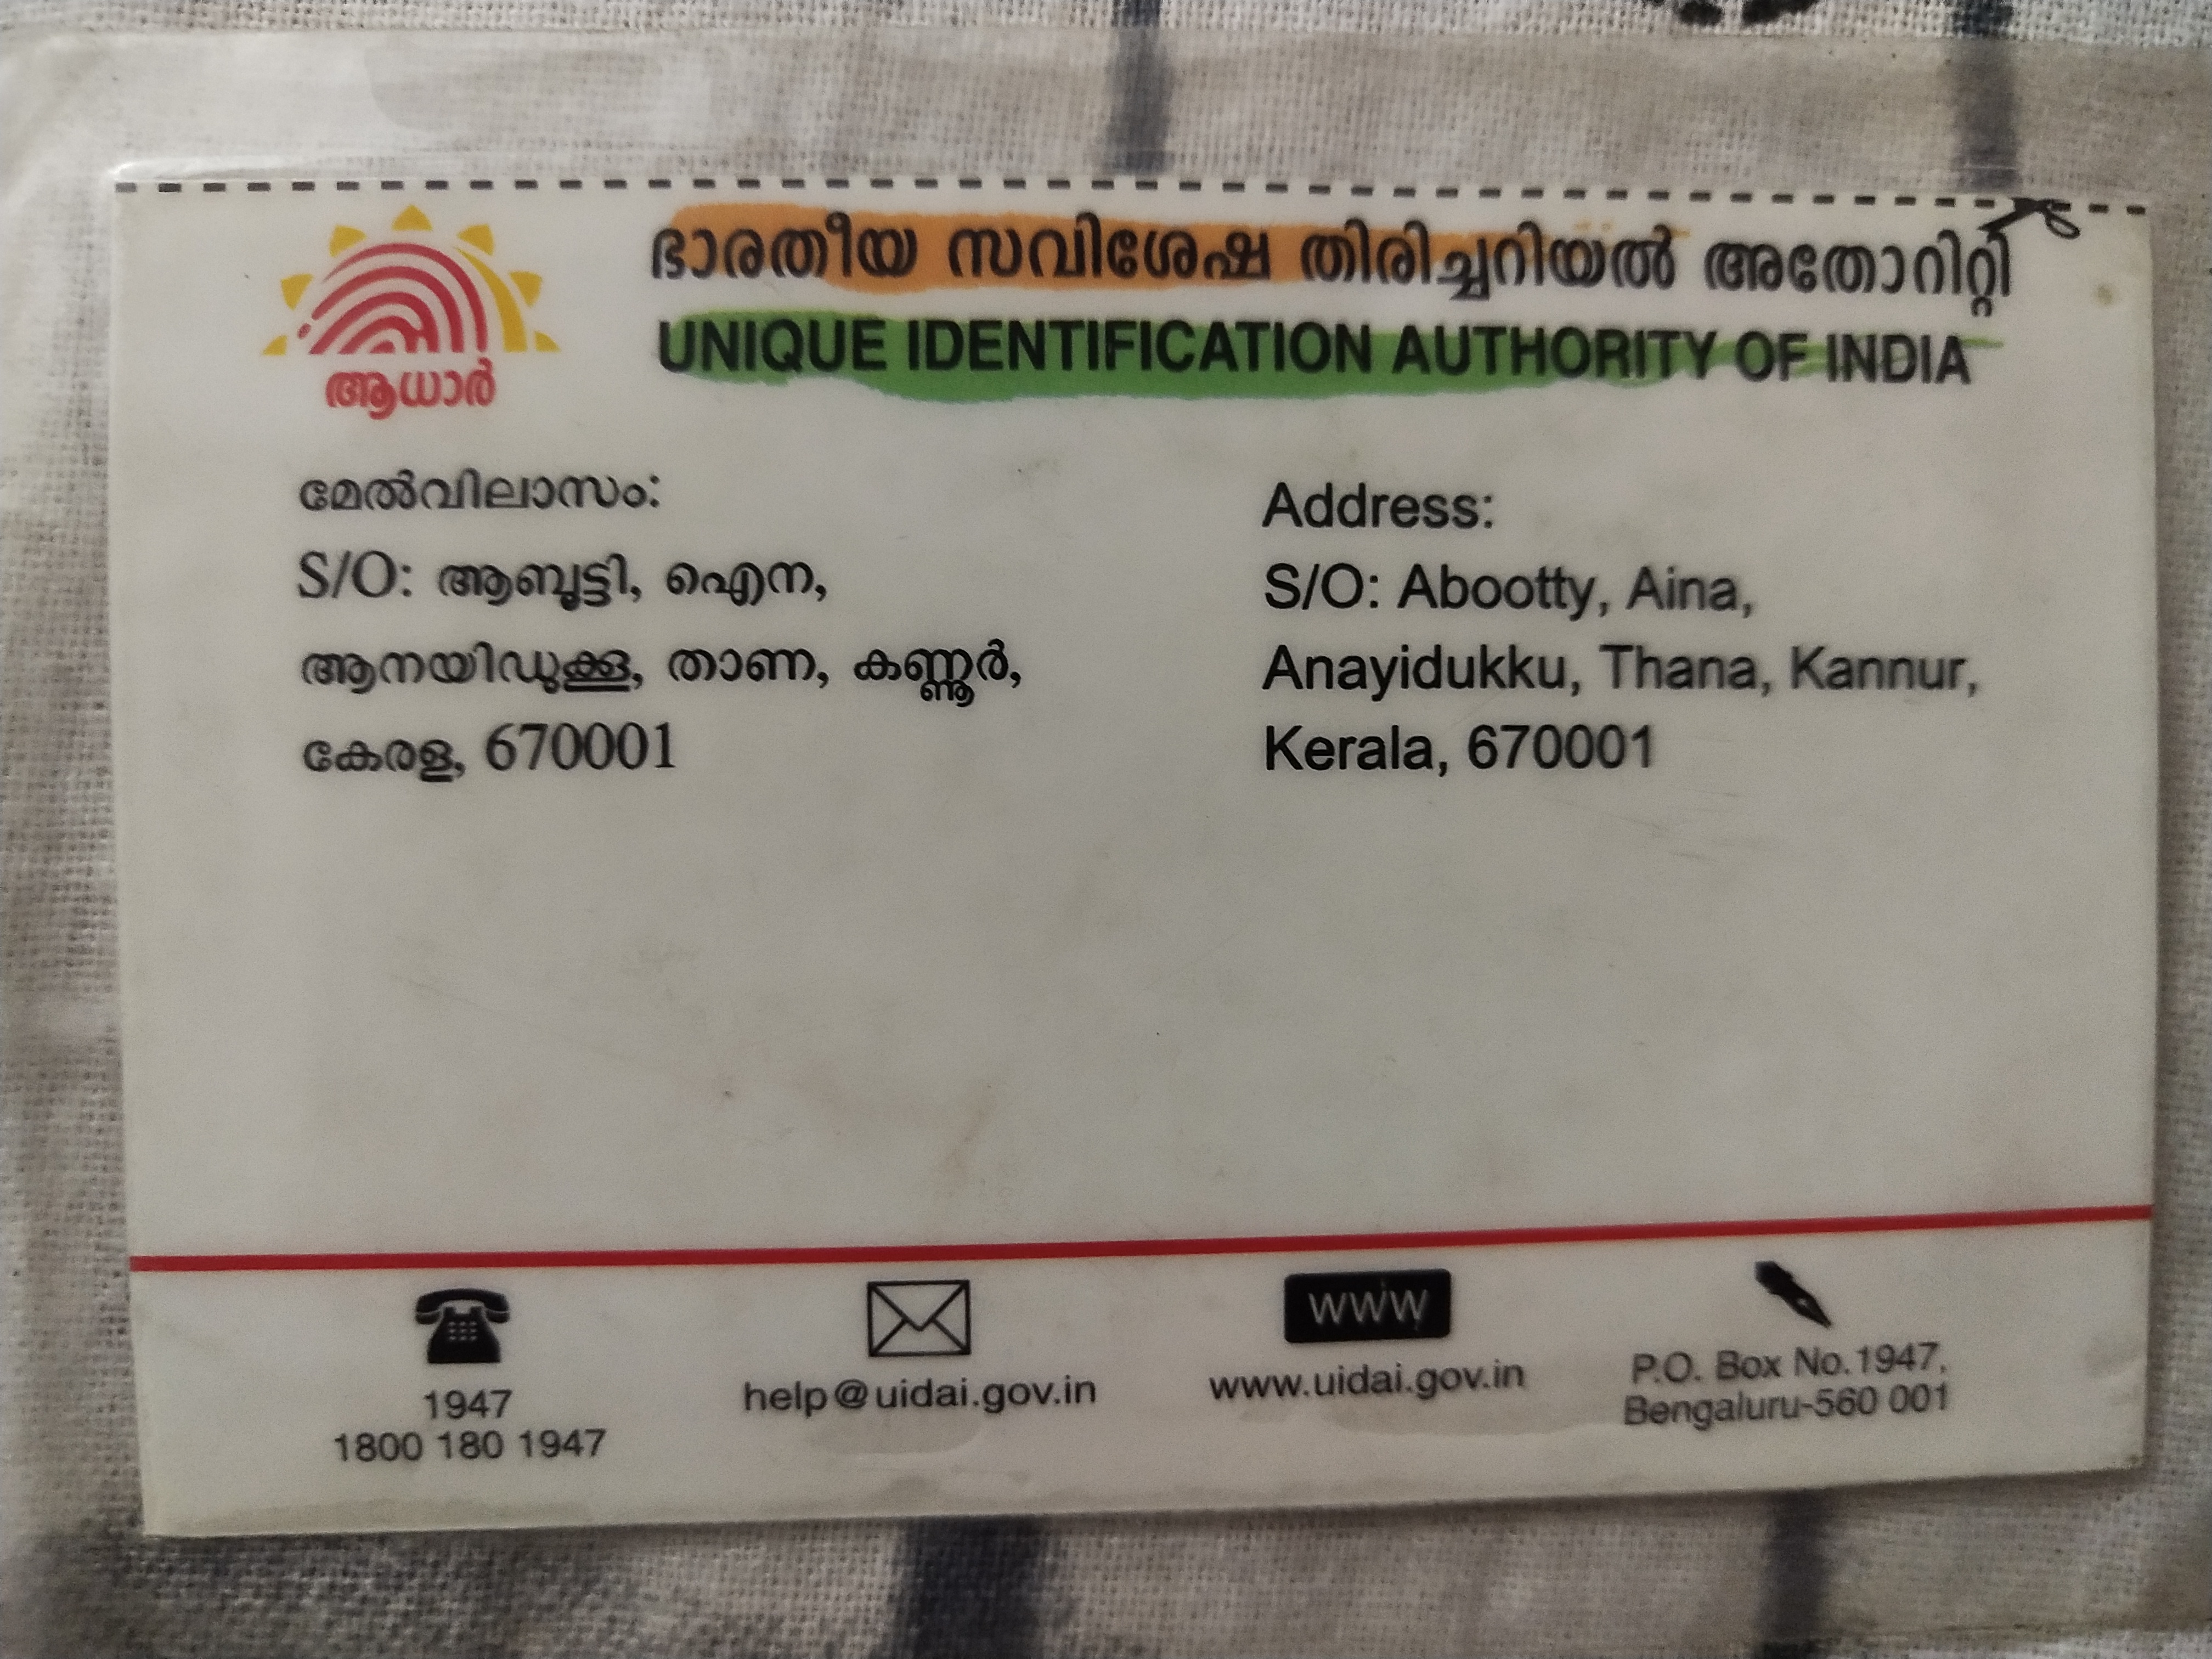 ഭാരതീയ സവിശേഷ തിരിച്ചറിയൽ അതോറിറ്റി
UNIQUE IDENTIFICATION AUTHORITY OF INDIA
ആധാർ
മേൽവിലാസം:
S/O: ആബൂട്ടി, ഐന,
ആനയിഡുക്കൂ, താണ, കണ്ണൂർ,
കേരള, 670001
Address:
S/O: Abootty, Aina,
Anayidukku, Thana, Kannur,
Kerala, 670001
1947
1800 180 1947
help@uidai.gov.in
www
www.uidai.gov.in
P.O. Box No.1947,
Bengaluru-560 001